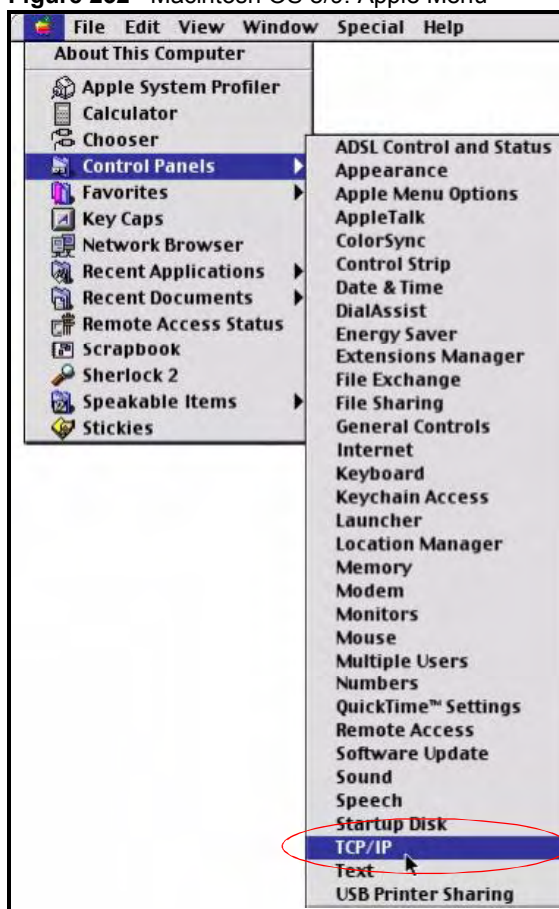 Figure 262 Macintosh OS 8/9: Apple Menu
File Edit View Window Special Help
About This Computer
Apple System Profiler
Calculator
Chooser
Control Panels
Favorites
Key Caps
Network Browser
Recent Applications
Recent Documents
Remote Access Status
Scrapbook
Sherlock 2
Speakable Items
Stickies
ADSL Control and Status
Appearance
Apple Menu Options
AppleTalk
ColorSync
Control Strip
Date & Time
DialAssist
Energy Saver
Extensions Manager
File Exchange
File Sharing
General Controls
Internet
Keyboard
Keychain Access
Launcher
Location Manager
Memory
Modem
Monitors
Mouse
Multiple Users
Numbers
QuickTime™ Settings
Remote Access
Software Update
Sound
Speech
Startup Disk
TCP/IP
Text
USB Printer Sharing